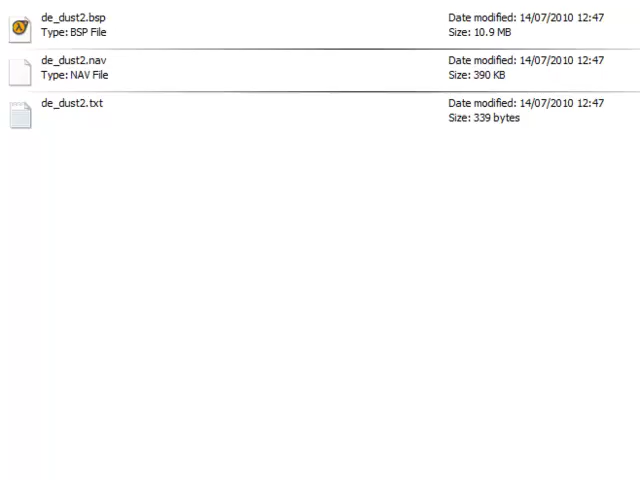 de_dust2.bsp Date modified: 14/07/2010 12:47
Type: BSP File Size: 10.9 MB
de_dust2.nav Date modified: 14/07/2010 12:47
Type: NAV File Size: 390 KB
de_dust2.txt Date modified: 14/07/2010 12:47
Size: 339 bytes